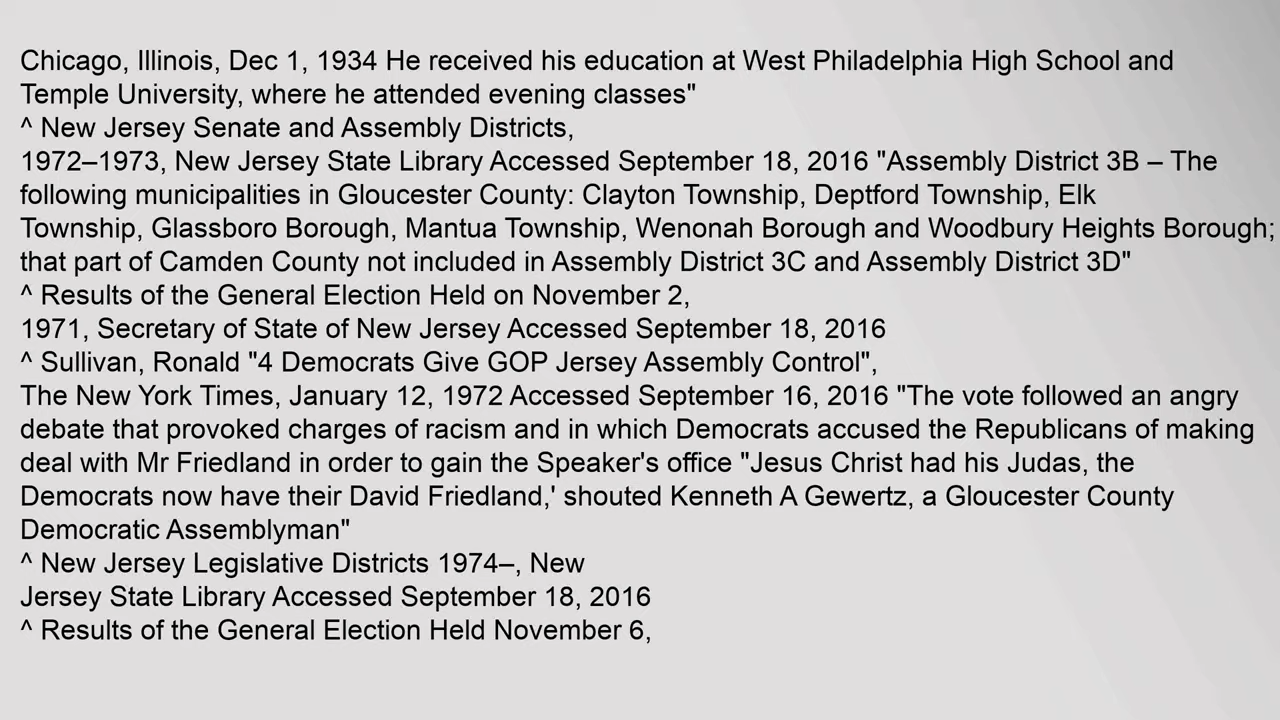 Chicago, Illinois, Dec 1, 1934 He received his education at West Philadelphia High School and
Temple University, where he attended evening classes"
^ New Jersey Senate and Assembly Districts,
1972–1973, New Jersey State Library Accessed September 18, 2016 "Assembly District 3B – The
following municipalities in Gloucester County: Clayton Township, Deptford Township, Elk
Township, Glassboro Borough, Mantua Township, Wenonah Borough and Woodbury Heights Borough;
that part of Camden County not included in Assembly District 3C and Assembly District 3D"
^ Results of the General Election Held on November 2,
1971, Secretary of State of New Jersey Accessed September 18, 2016
^ Sullivan, Ronald "4 Democrats Give GOP Jersey Assembly Control",
The New York Times, January 12, 1972 Accessed September 16, 2016 "The vote followed an angry
debate that provoked charges of racism and in which Democrats accused the Republicans of making
deal with Mr Friedland in order to gain the Speaker's office "Jesus Christ had his Judas, the
Democrats now have their David Friedland,' shouted Kenneth A Gewertz, a Gloucester County
Democratic Assemblyman"
^ New Jersey Legislative Districts 1974–, New
Jersey State Library Accessed September 18, 2016
^ Results of the General Election Held November 6,